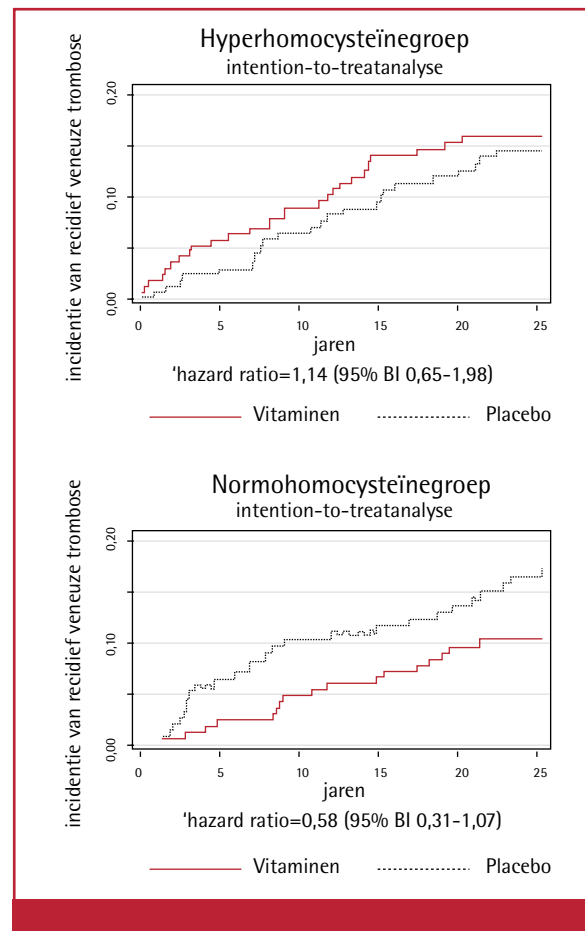 Hyperhomocysteïnegroep
intention-to-treatanalyse
incidentie van recidief veneuze trombose
0,20
0,10
0,00
0 5 10 15 20 25
jaren
'hazard ratio=1,14 (95% BI 0,65-1,98)
Vitaminen Placebo
Normohomocysteïnegroep
intention-to-treatanalyse
incidentie van recidief veneuze trombose
0,20
0,10
0,00
0 5 10 15 20 25
jaren
'hazard ratio=0,58 (95% BI 0,31-1,07)
Vitaminen Placebo